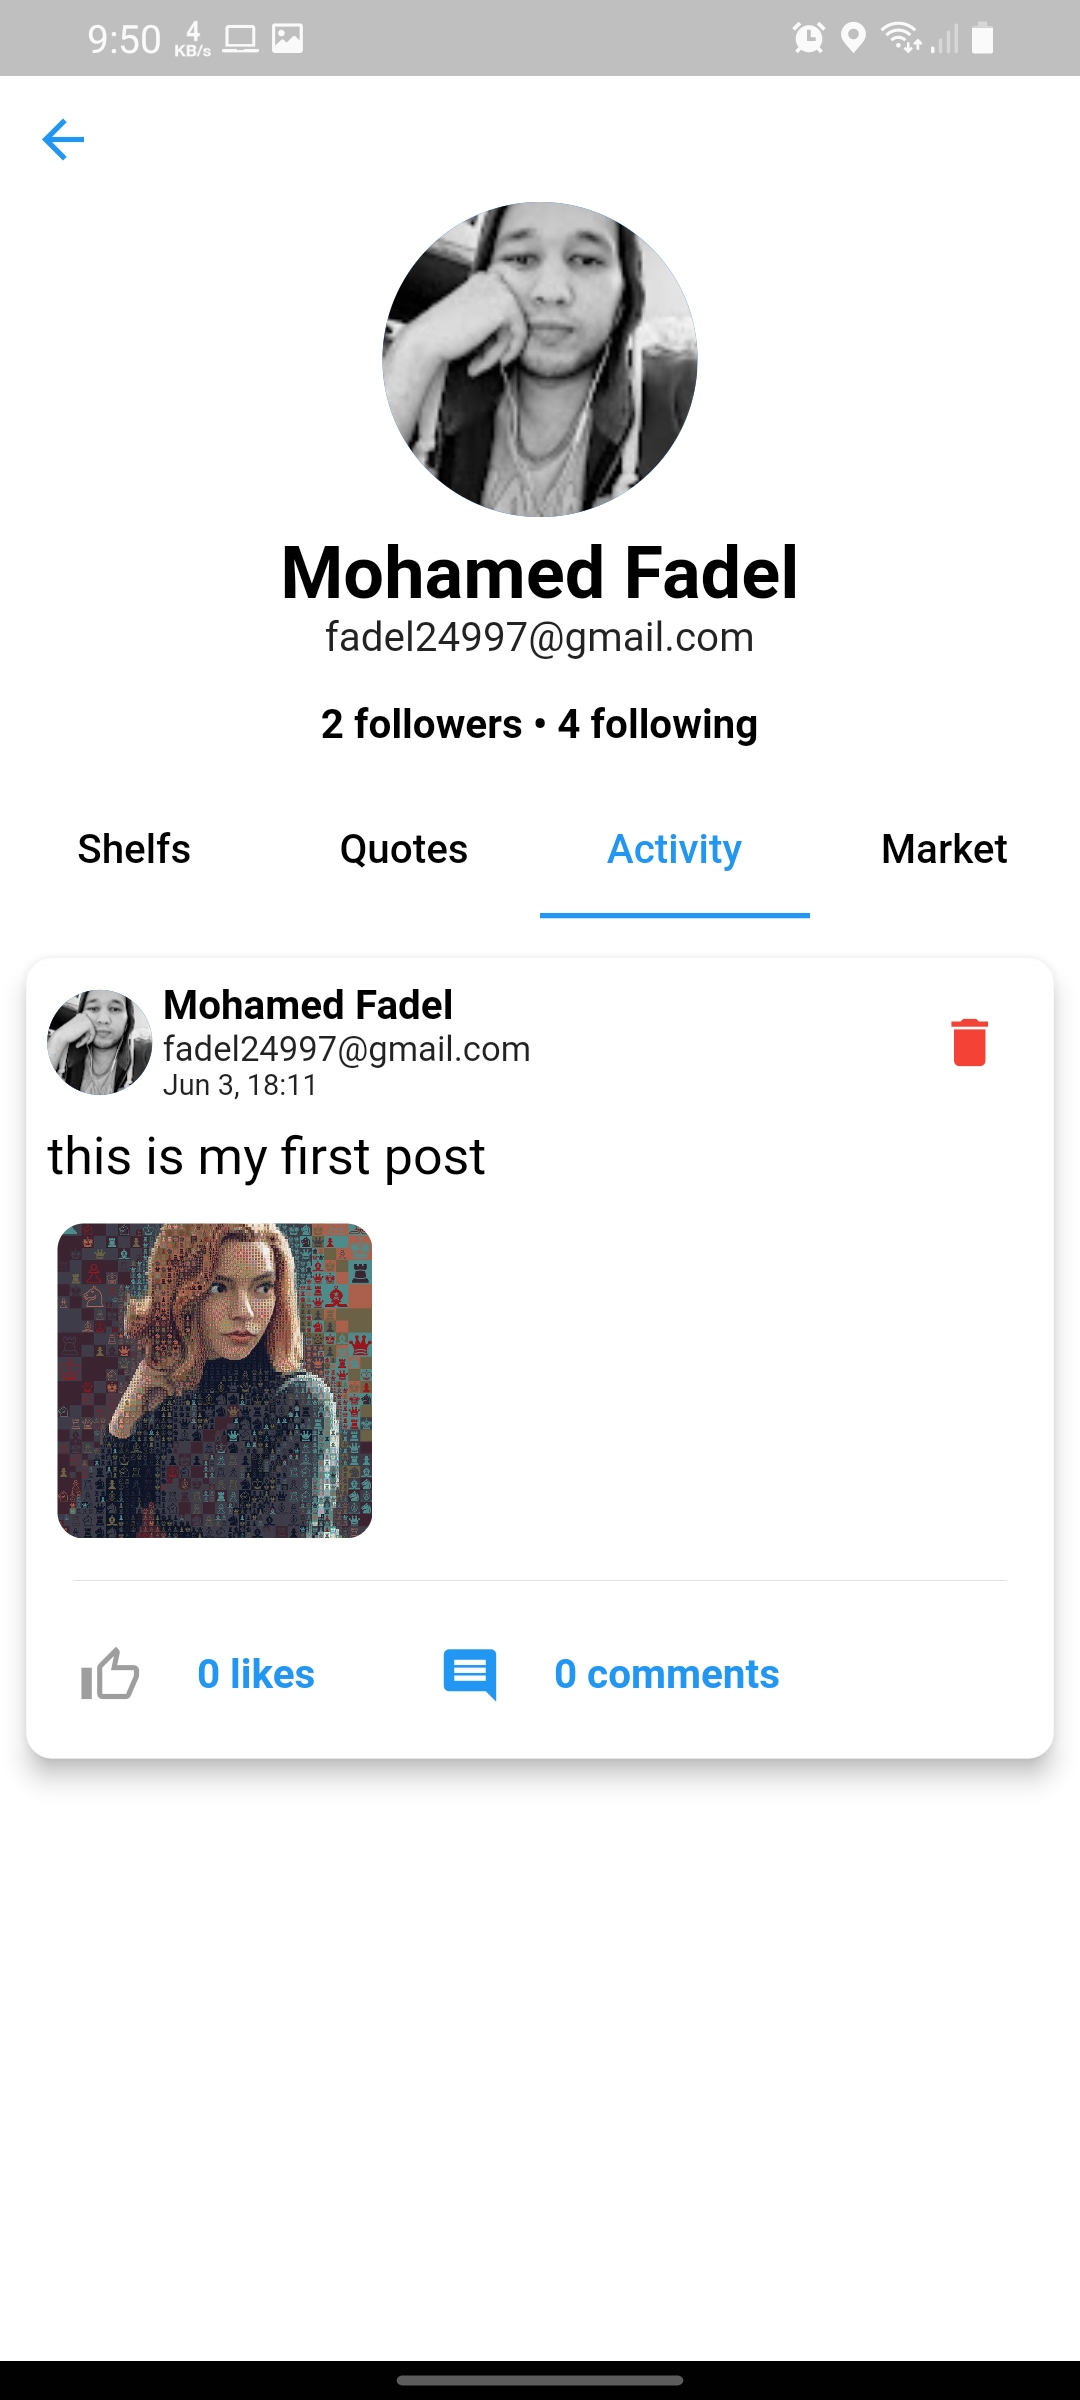 9:50 4 KB/s
Mohamed Fadel
fadel24997@gmail.com
2 followers • 4 following
Shelfs Quotes Activity Market
Mohamed Fadel
fadel24997@gmail.com
Jun 3, 18:11
this is my first post
0 likes 0 comments